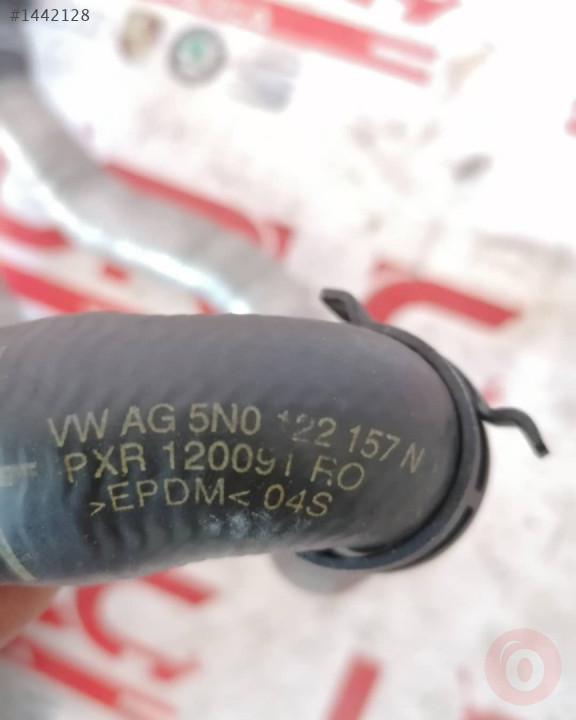 #1442128
VW AG 5N0 122 157 N
PXR 120091 RO
>EPDM< 04S